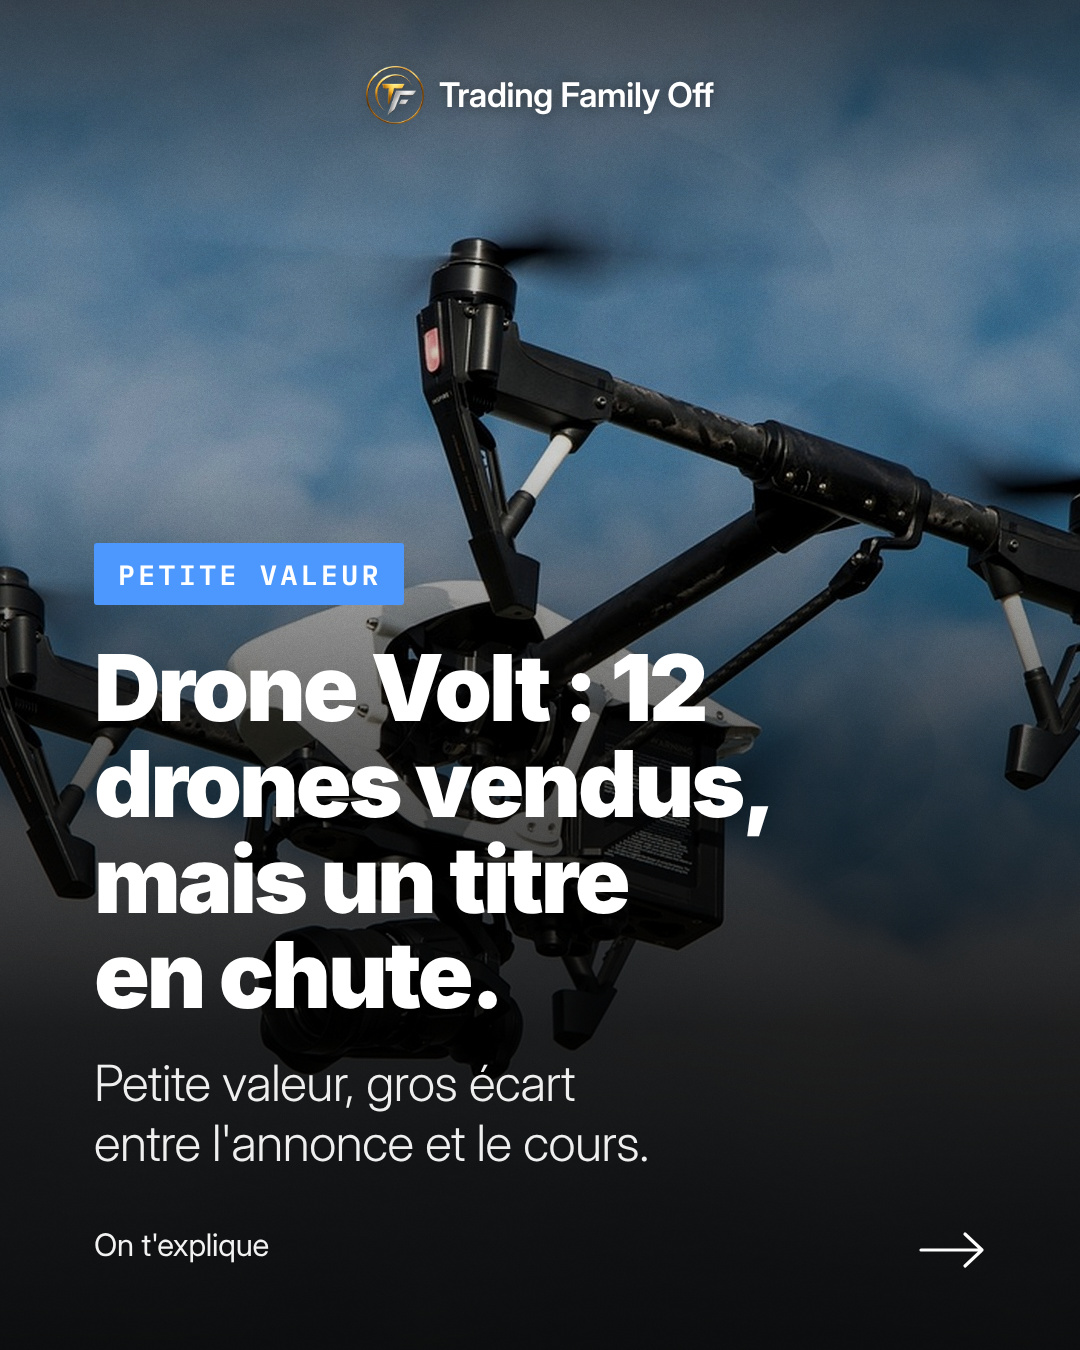 Trading Family Off
PETITE VALEUR
Drone Volt : 12
drones vendus,
mais un titre
en chute.
Petite valeur, gros écart
entre l'annonce et le cours.
On t'explique